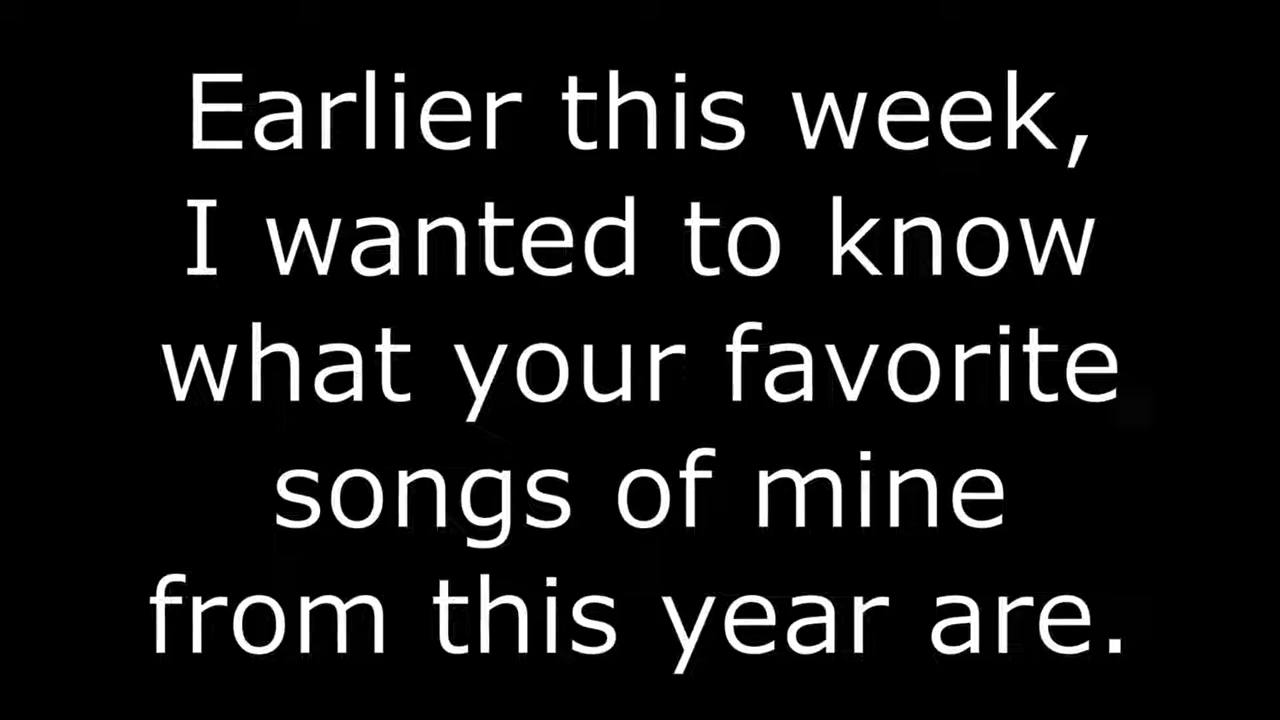 Earlier this week,
I wanted to know
what your favorite
songs of mine
from this year are.